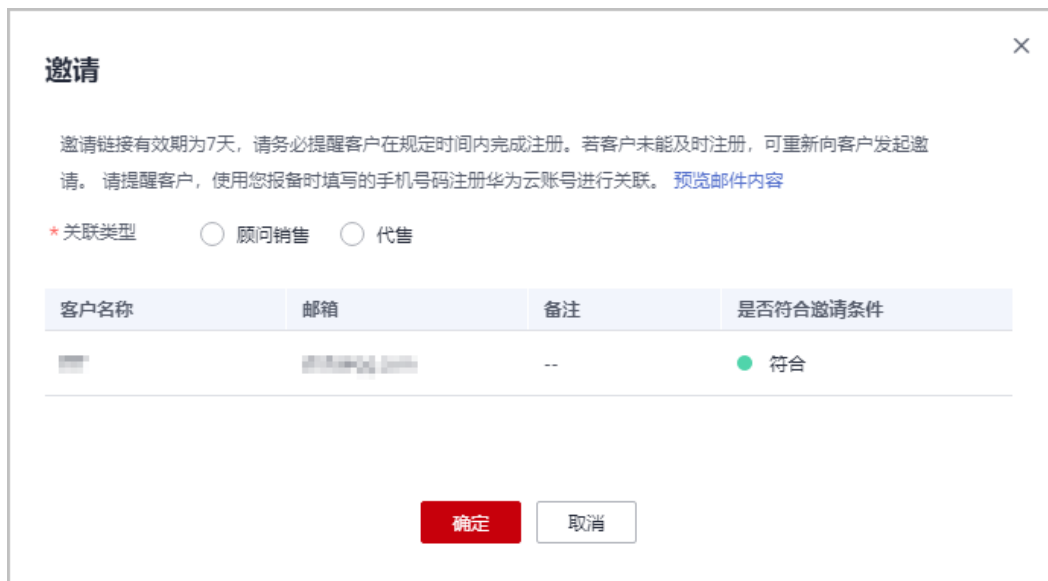 邀请
邀请链接有效期为7天，请务必提醒客户在规定时间内完成注册。若客户未能及时注册，可重新向客户发起邀
请。 请提醒客户，使用您报备时填写的手机号码注册华为云账号进行关联。 预览邮件内容
* 关联类型 顾问销售 代售
客户名称 邮箱 备注 是否符合邀请条件
-- 符合
确定 取消